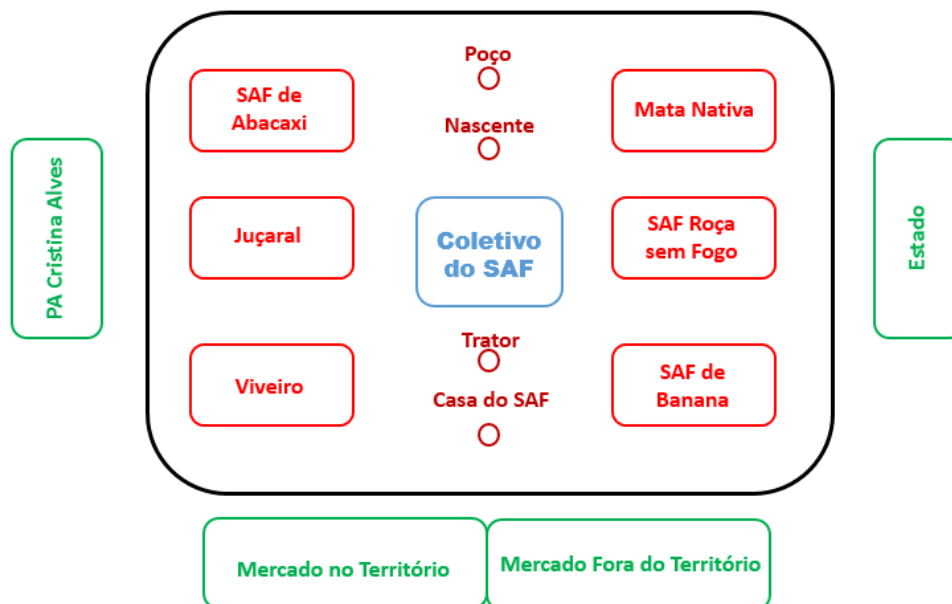 Poço
SAF de
Abacaxi
Mata Nativa
Nascente
PA Cristina Alves
Juçaral
Coletivo
do SAF
SAF Roça
sem Fogo
Estado
Trator
Viveiro
Casa do SAF
SAF de
Banana
Mercado no Território
Mercado Fora do Território